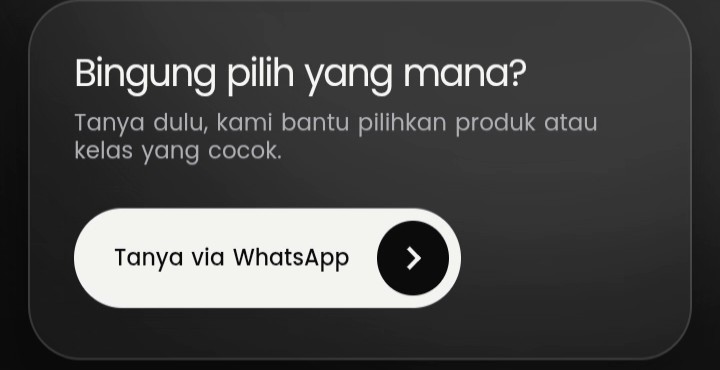 Bingung pilih yang mana?
Tanya dulu, kami bantu pilihkan produk atau
kelas yang cocok.
Tanya via WhatsApp